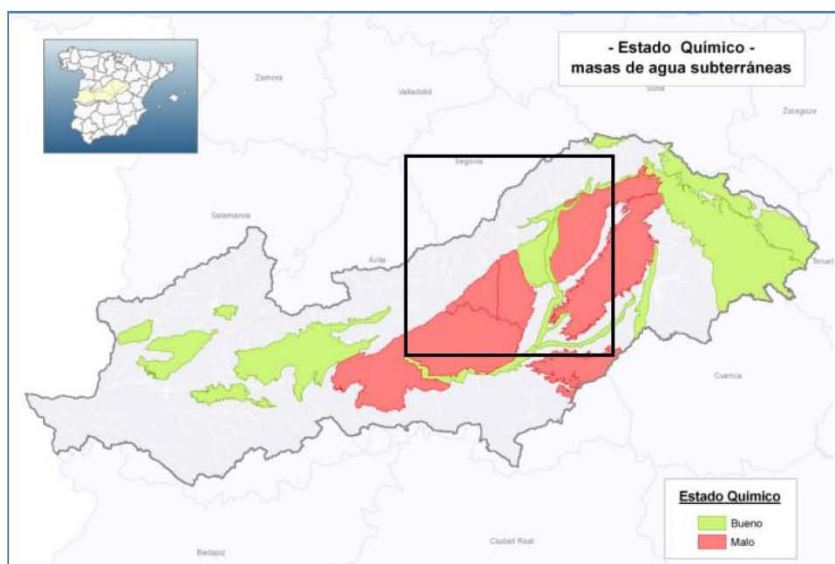 - Estado Químico -
masas de agua subterráneas
Zamora
Valladolid
Soria
Zaragoza
Segovia
Salamanca
Ávila
Teruel
Cuenca
Estado Químico
Bueno
Malo
Ciudad Real
Badajoz